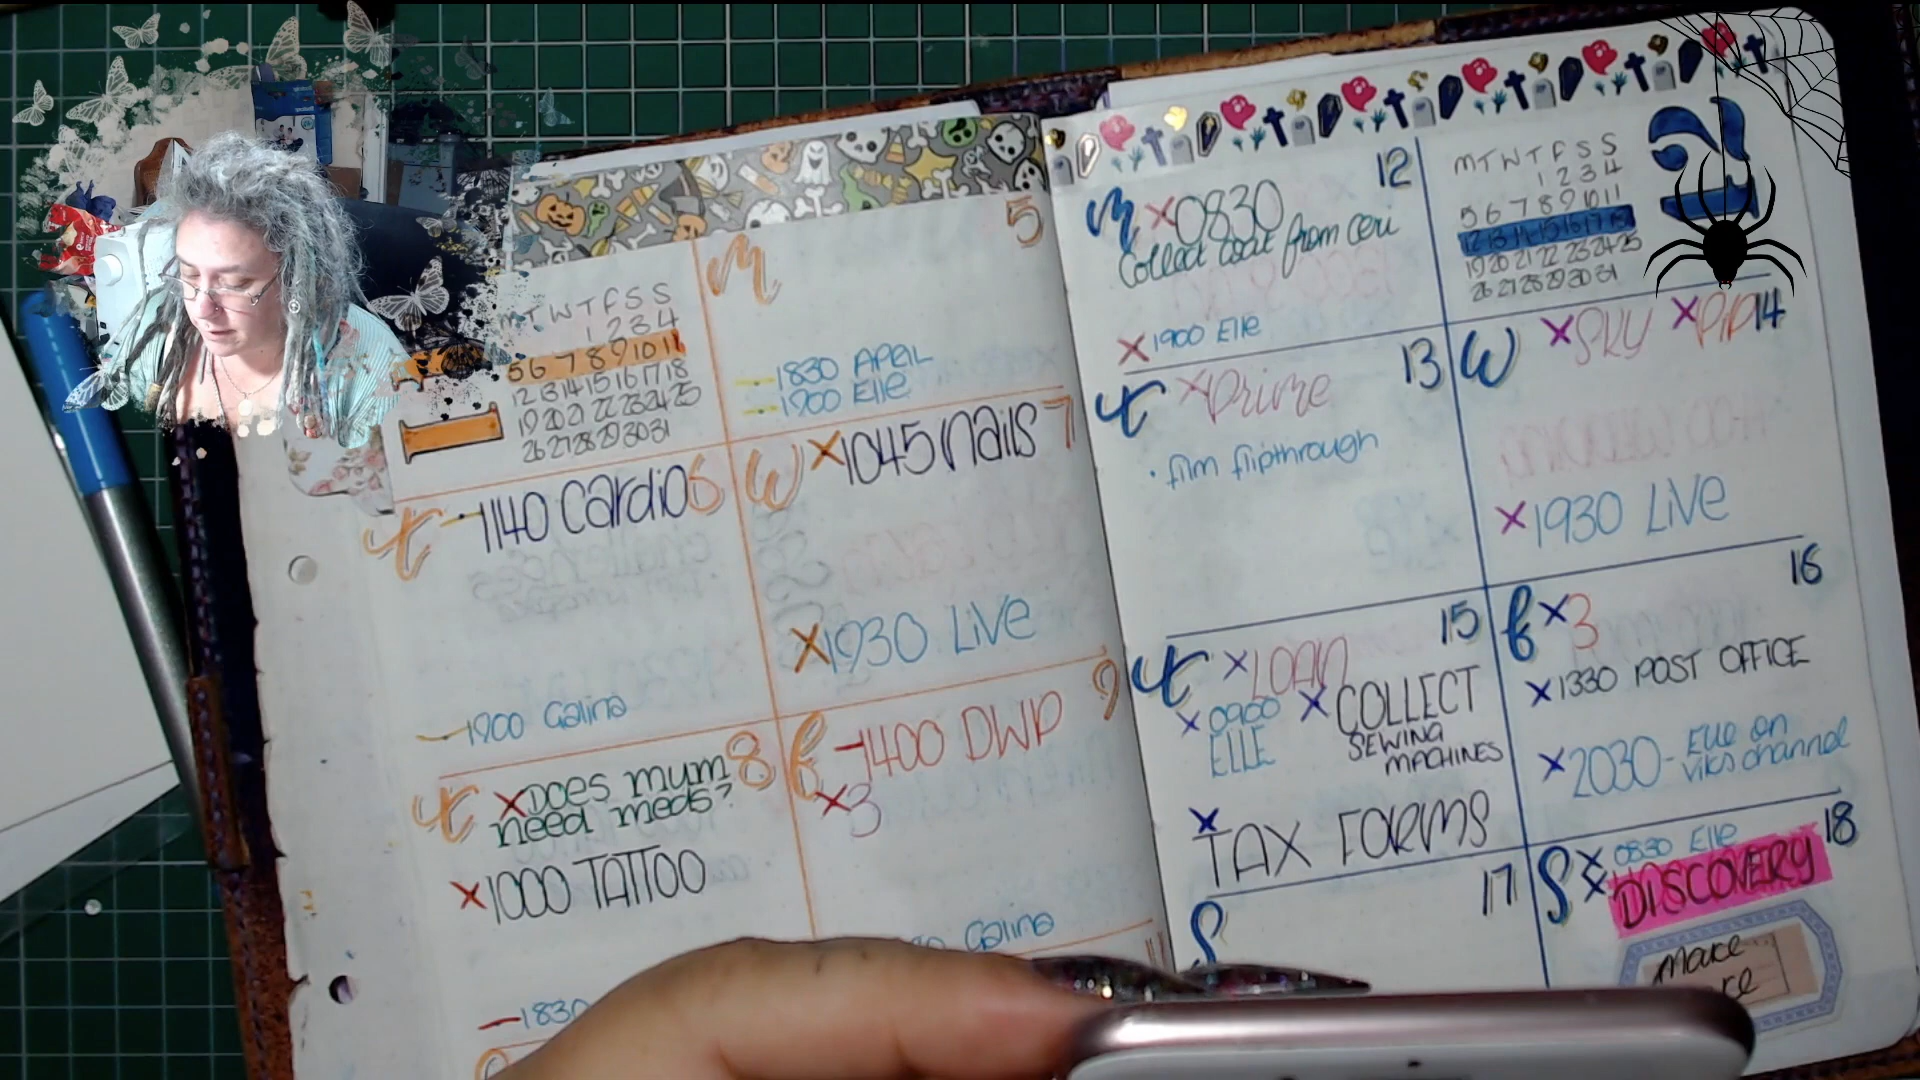 M T W T F S S
1 2 3 4
5 6 7 8 9 10 11
12 13 14 15 16 17 18
19 20 21 22 23 24 25
26 27 28 29 30 31
M 5
1830 APRIL
1900 Elle
T 1140 Cardio 6
1900 Galina
W X 1045 nails 7
X 1930 LiVe
T X Does mum 8
need meds?
X 1000 TATTOO
1830
f 1400 DWP 9
X 3
Galina
11
M X 0830 12
Collect coat from Ceri
X 1900 Elle
M T W T F S S
1 2 3 4
5 6 7 8 9 10 11
12 13 14 15 16 17 18
19 20 21 22 23 24 25
26 27 28 29 30 31
T X Prime 13
· film flipthrough
W X SKY X PIP 14
X 1930 LiVe
T X LOAN 15
X 0900
ELLE
X COLLECT
SEWING
MACHINES
X
TAX FORMS
f X 3 16
X 1330 POST OFFICE
X 2030 - Elle on
Viks channel
S 17
S X 0830 Elle 18
X DISCOVERY
make